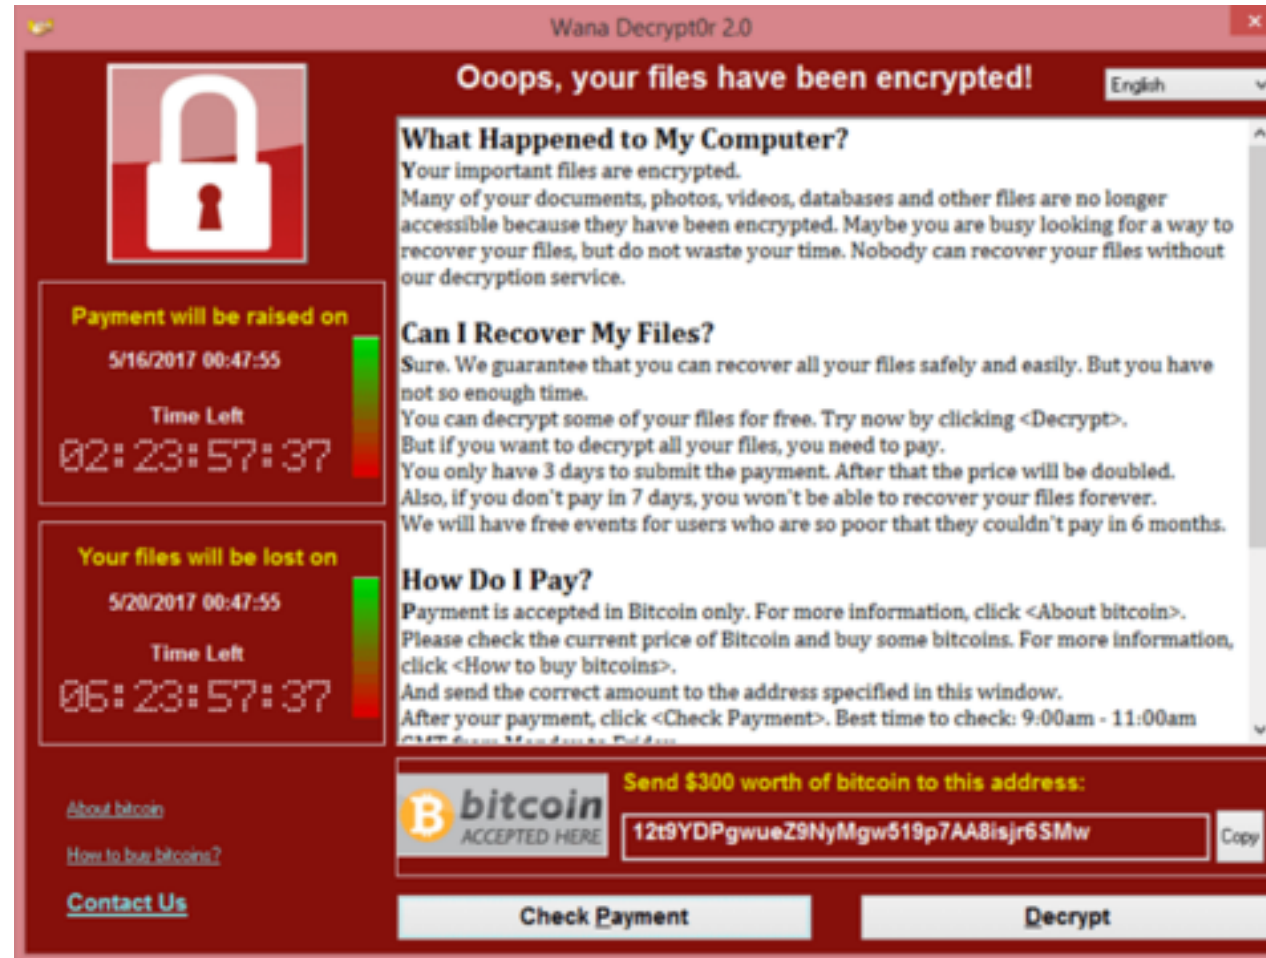 Wana Decrypt0r 2.0
Ooops, your files have been encrypted!
English
What Happened to My Computer?
Your important files are encrypted.
Many of your documents, photos, videos, databases and other files are no longer
accessible because they have been encrypted. Maybe you are busy looking for a way to
recover your files, but do not waste your time. Nobody can recover your files without
our decryption service.
Can I Recover My Files?
Sure. We guarantee that you can recover all your files safely and easily. But you have
not so enough time.
You can decrypt some of your files for free. Try now by clicking <Decrypt>.
But if you want to decrypt all your files, you need to pay.
You only have 3 days to submit the payment. After that the price will be doubled.
Also, if you don't pay in 7 days, you won't be able to recover your files forever.
We will have free events for users who are so poor that they couldn't pay in 6 months.
How Do I Pay?
Payment is accepted in Bitcoin only. For more information, click <About bitcoin>.
Please check the current price of Bitcoin and buy some bitcoins. For more information,
click <How to buy bitcoins>.
And send the correct amount to the address specified in this window.
After your payment, click <Check Payment>. Best time to check: 9:00am - 11:00am
GMT from Monday to Friday.
Payment will be raised on
5/16/2017 00:47:55
Time Left
02:23:57:37
Your files will be lost on
5/20/2017 00:47:55
Time Left
06:23:57:37
About bitcoin
How to buy bitcoins?
Contact Us
bitcoin
ACCEPTED HERE
Send $300 worth of bitcoin to this address:
12t9YDPgwueZ9NyMgw519p7AA8isjr6SMw
Copy
Check Payment
Decrypt